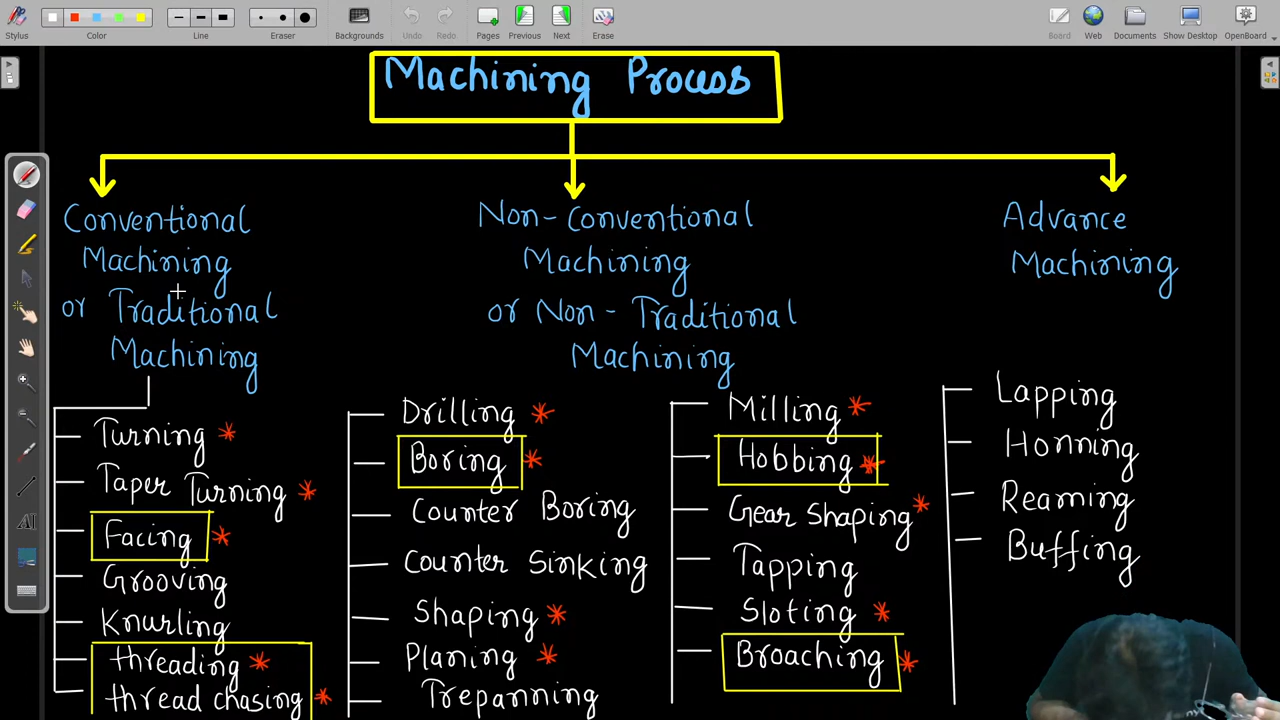 Stylus
Color
Line
Eraser
Backgrounds
Undo
Redo
Pages
Previous
Next
Erase
Board
Web
Documents
Show Desktop
OpenBoard
Machining Process
Conventional
Machining
or Traditional
Machining
Non-Conventional
Machining
or Non-Traditional
Machining
Advance
Machining
Turning *
Taper Turning *
Facing *
Grooving
Knurling
threading *
thread chasing *
Drilling *
Boring *
Counter Boring
Counter Sinking
Shaping *
Planing *
Trepanning
Milling *
Hobbing *
Gear Shaping *
Tapping
Sloting *
Broaching *
Lapping
Honning
Reaming
Buffing